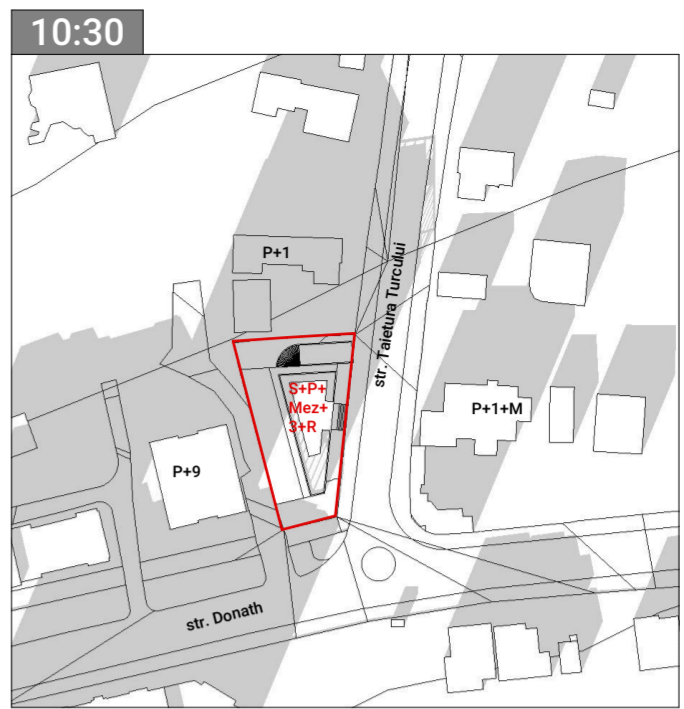 10:30
P+1
str. Taietura Turcului
S+P+
Mez+
3+R
P+1+M
P+9
str. Donath